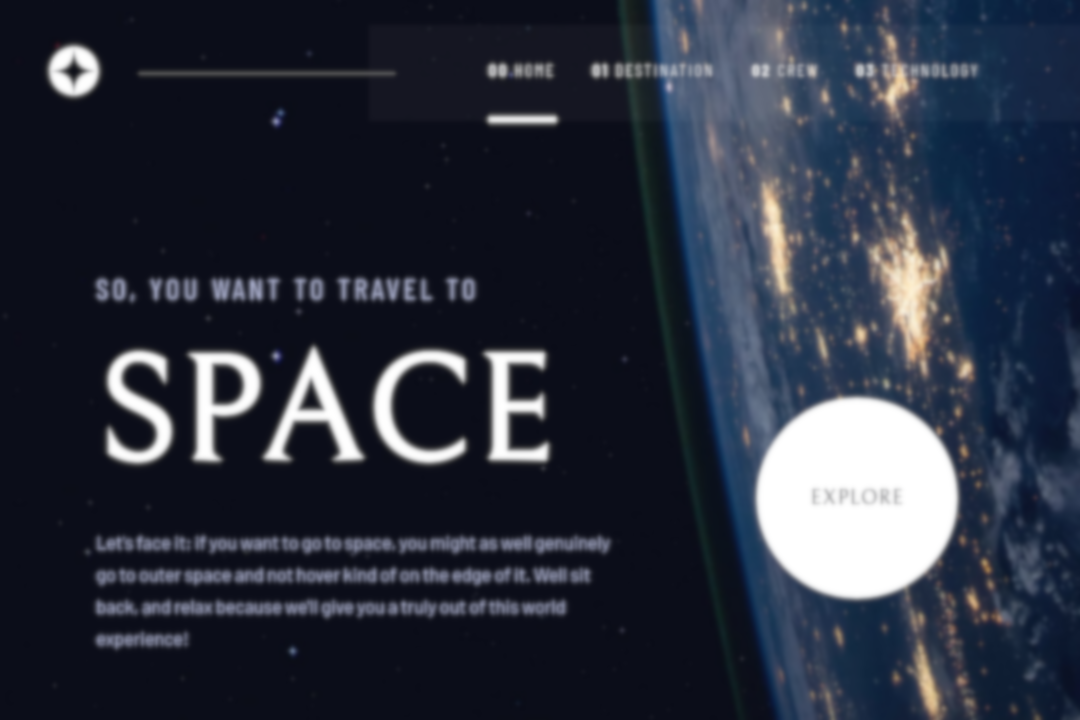 00 HOME 01 DESTINATION 02 CREW 03 TECHNOLOGY
SO, YOU WANT TO TRAVEL TO
SPACE
Let's face it: if you want to go to space, you might as well genuinely
go to outer space and not hover kind of on the edge of it. Well sit
back, and relax because we'll give you a truly out of this world
experience!
EXPLORE